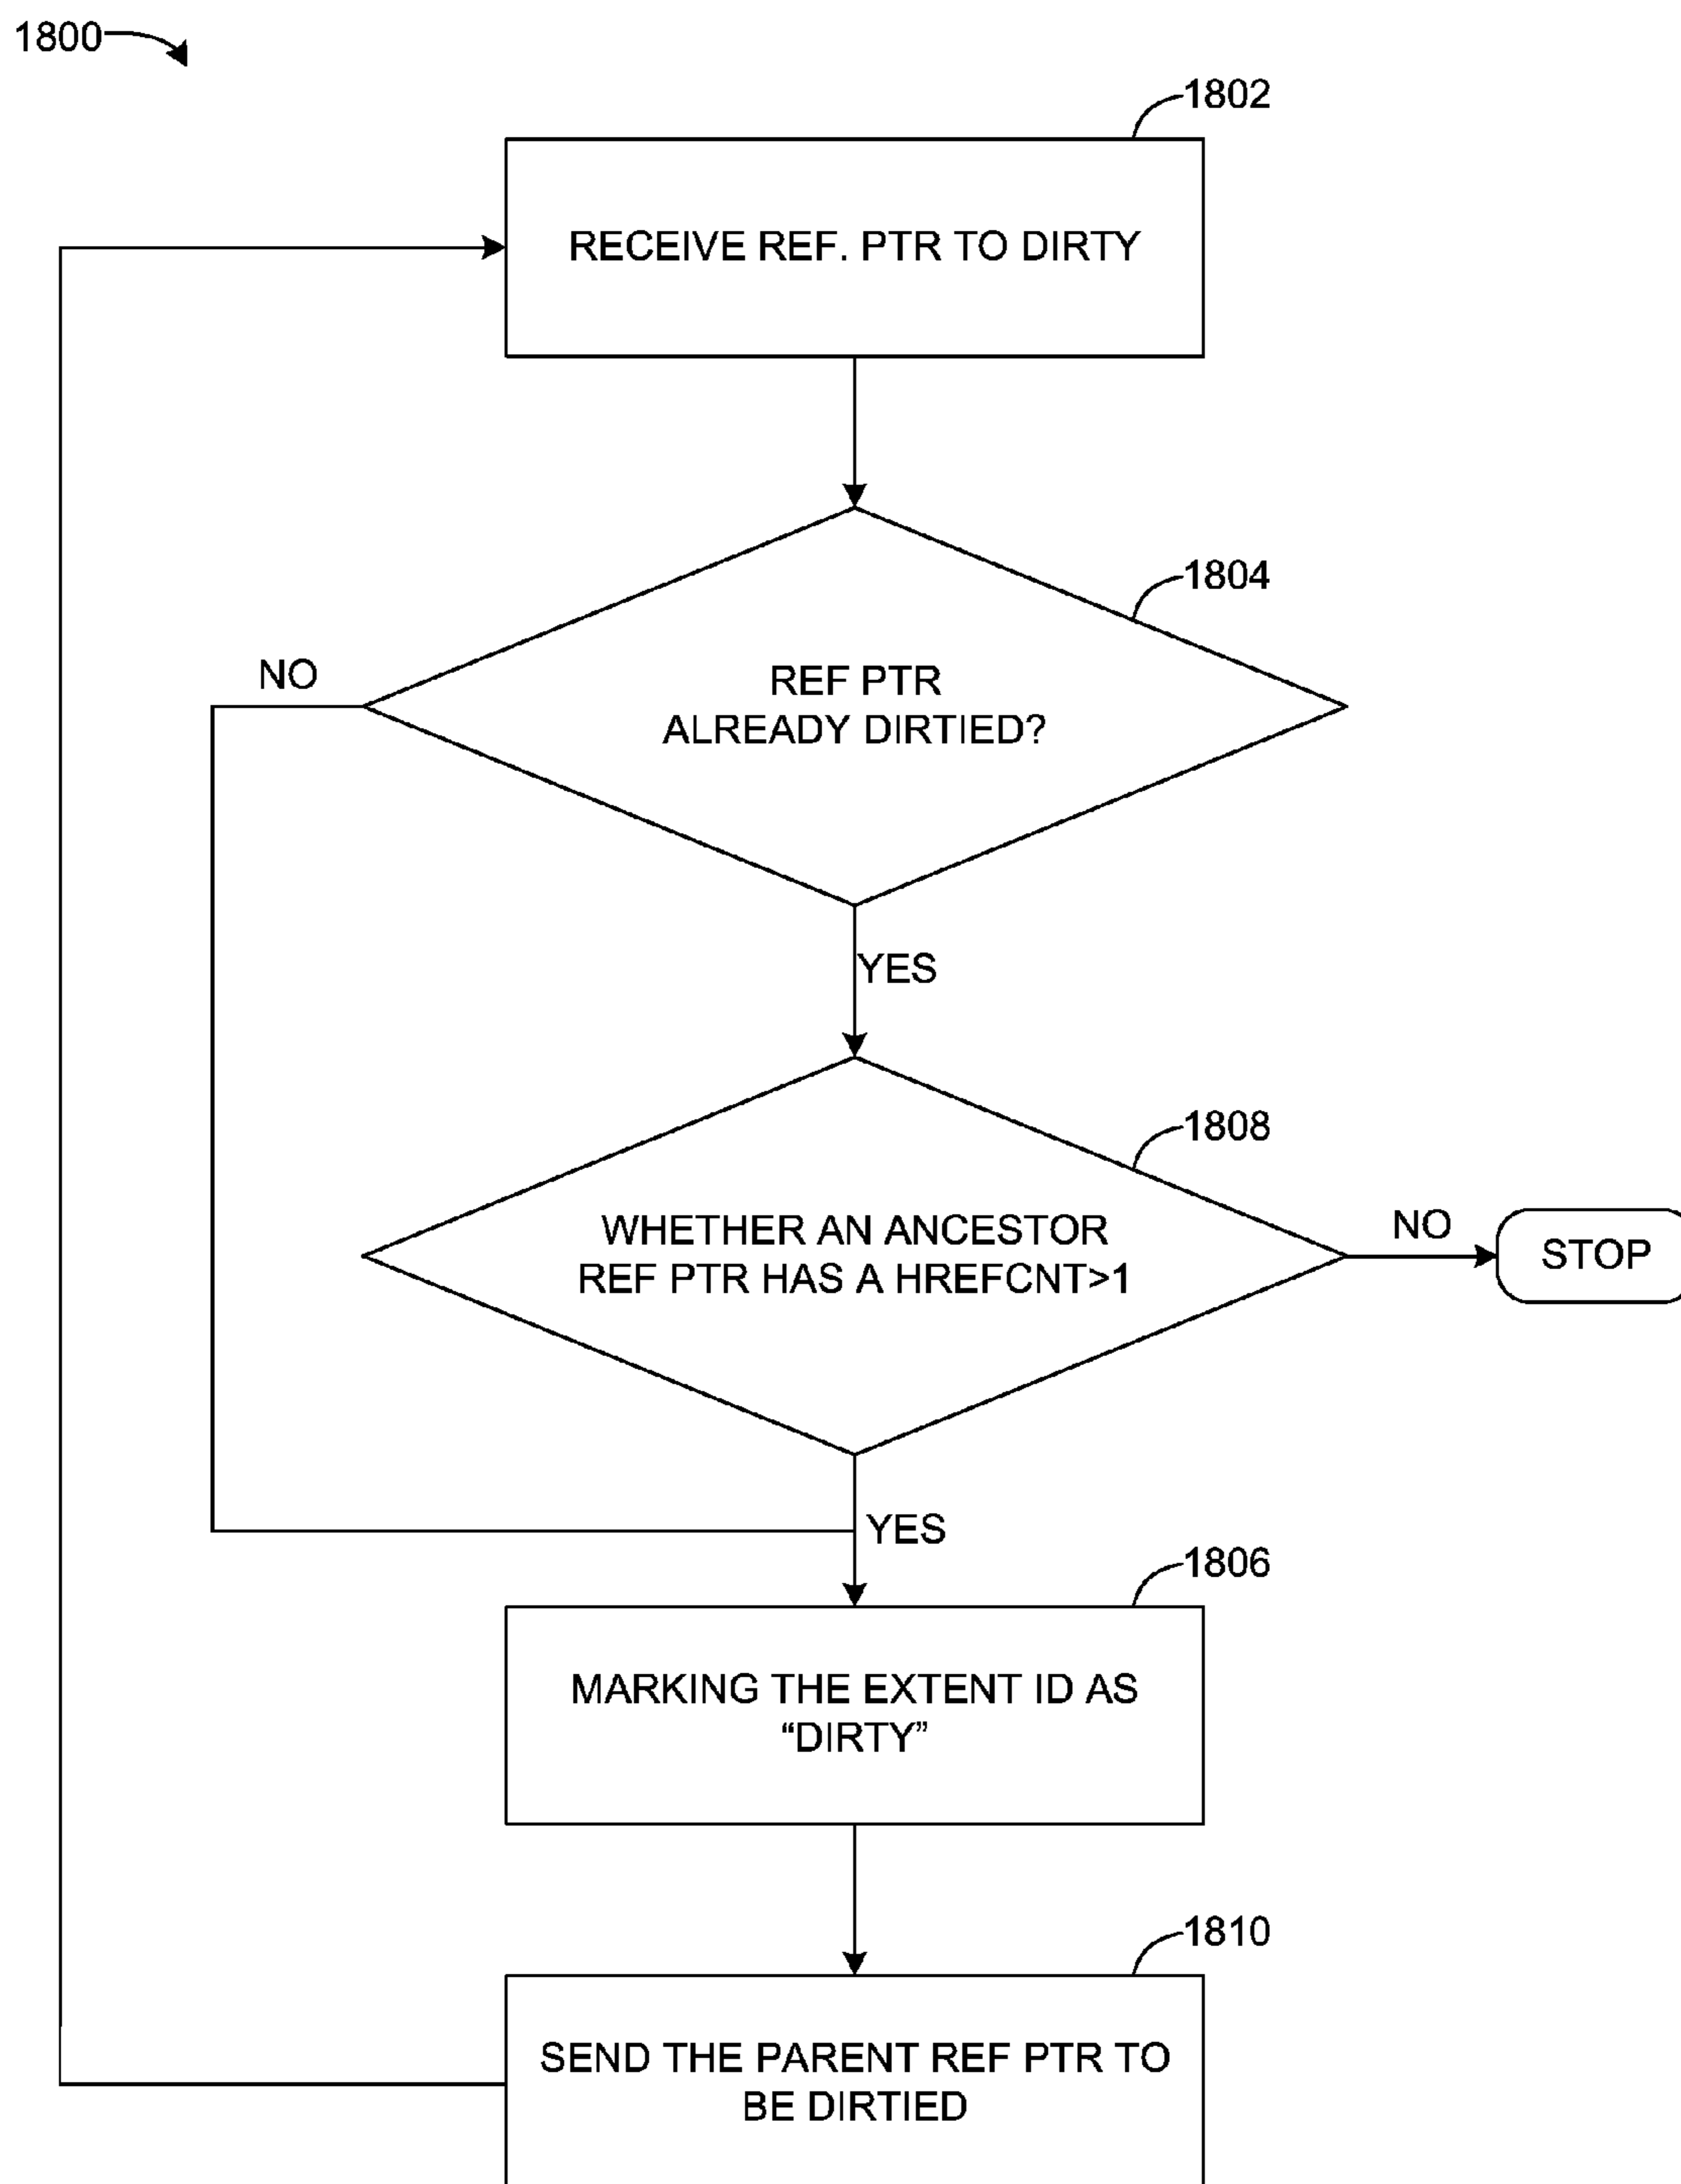 1800
1802
RECEIVE REF. PTR TO DIRTY
1804
NO
REF PTR
ALREADY DIRTIED?
YES
1808
WHETHER AN ANCESTOR
REF PTR HAS A HREFCNT>1
NO
STOP
YES
1806
MARKING THE EXTENT ID AS
“DIRTY”
1810
SEND THE PARENT REF PTR TO
BE DIRTIED